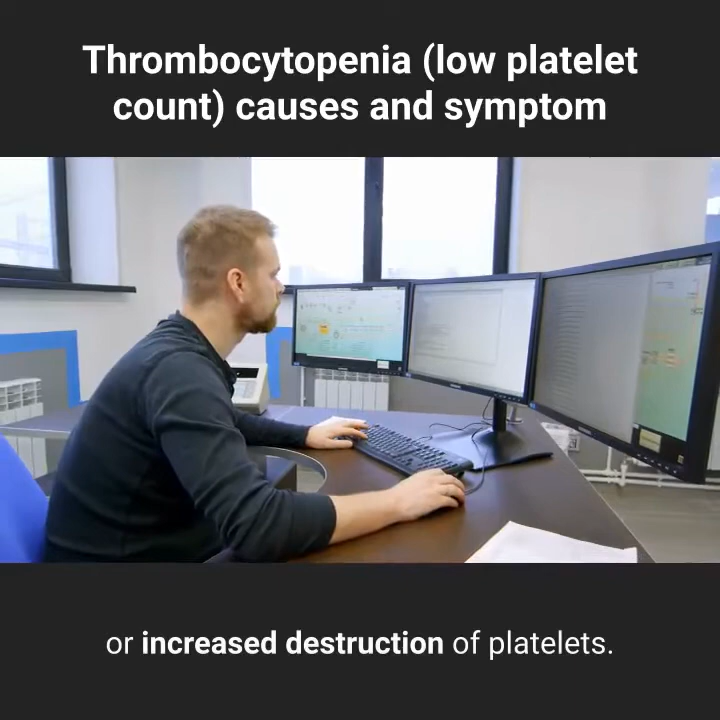 Thrombocytopenia (low platelet
count) causes and symptom
or increased destruction of platelets.